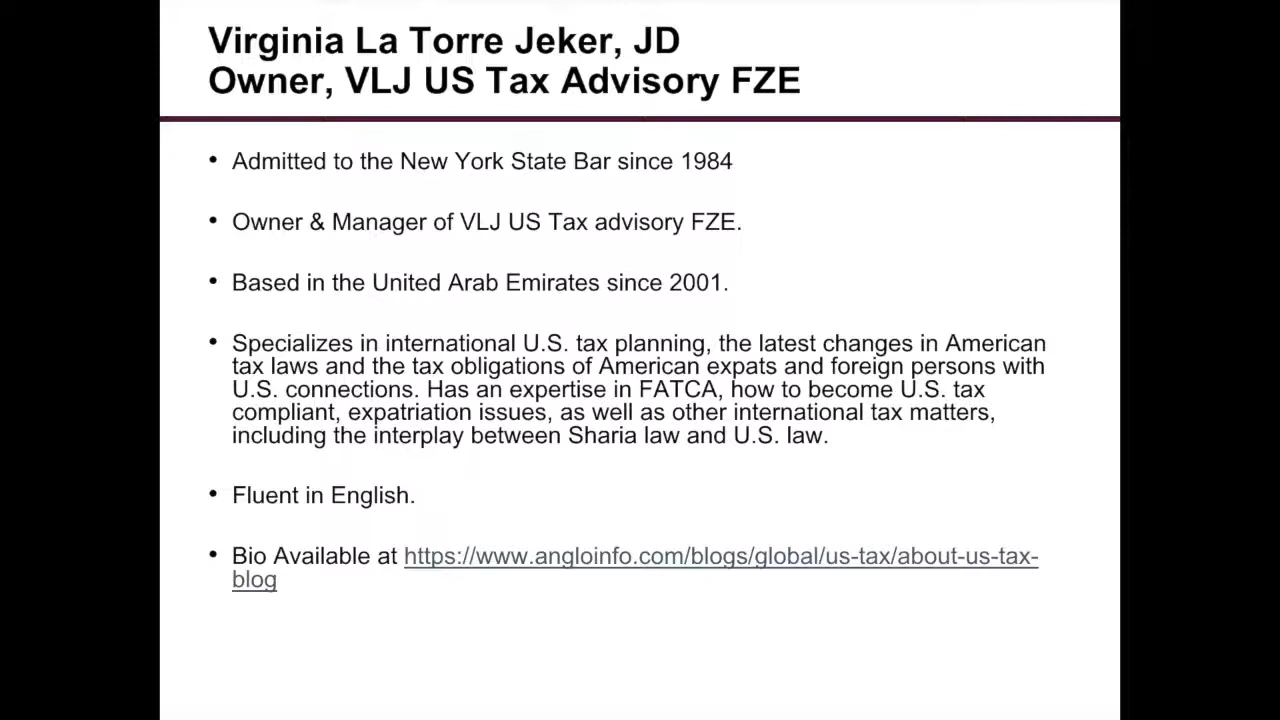 Virginia La Torre Jeker, JD
Owner, VLJ US Tax Advisory FZE
• Admitted to the New York State Bar since 1984
• Owner & Manager of VLJ US Tax advisory FZE.
• Based in the United Arab Emirates since 2001.
• Specializes in international U.S. tax planning, the latest changes in American
tax laws and the tax obligations of American expats and foreign persons with
U.S. connections. Has an expertise in FATCA, how to become U.S. tax
compliant, expatriation issues, as well as other international tax matters,
including the interplay between Sharia law and U.S. law.
• Fluent in English.
• Bio Available at https://www.angloinfo.com/blogs/global/us-tax/about-us-tax-
blog